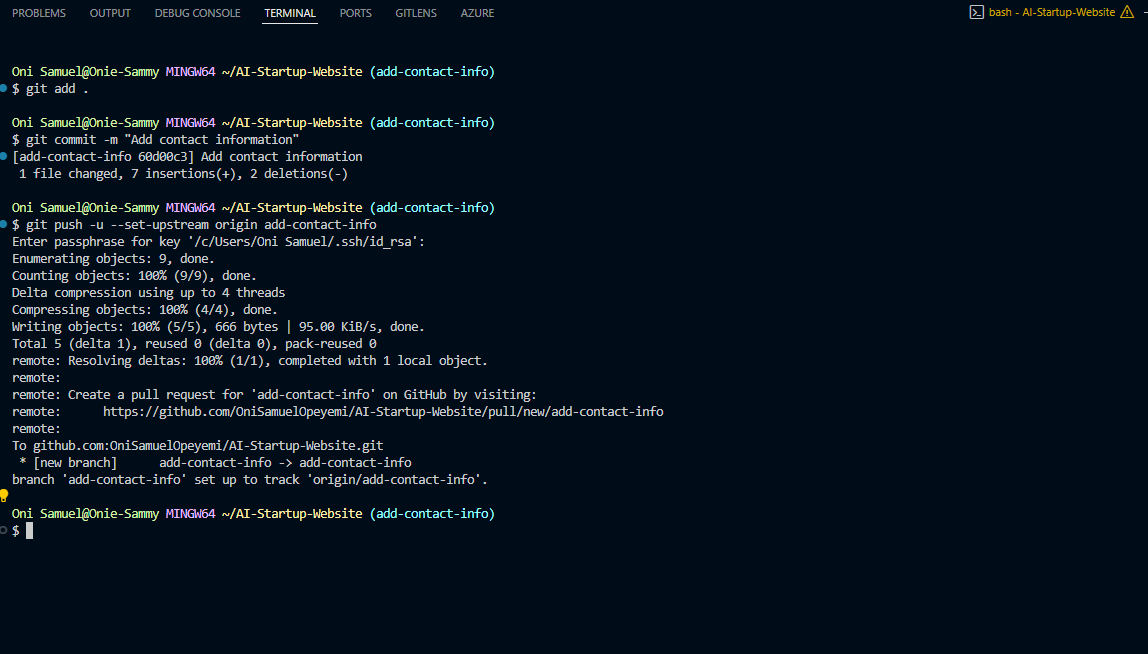 PROBLEMS OUTPUT DEBUG CONSOLE TERMINAL PORTS GITLENS AZURE bash - AI-Startup-Website
Oni Samuel@Onie-Sammy MINGW64 ~/AI-Startup-Website (add-contact-info)
$ git add .
Oni Samuel@Onie-Sammy MINGW64 ~/AI-Startup-Website (add-contact-info)
$ git commit -m "Add contact information"
[add-contact-info 60d00c3] Add contact information
 1 file changed, 7 insertions(+), 2 deletions(-)
Oni Samuel@Onie-Sammy MINGW64 ~/AI-Startup-Website (add-contact-info)
$ git push -u --set-upstream origin add-contact-info
Enter passphrase for key '/c/Users/Oni Samuel/.ssh/id_rsa':
Enumerating objects: 9, done.
Counting objects: 100% (9/9), done.
Delta compression using up to 4 threads
Compressing objects: 100% (4/4), done.
Writing objects: 100% (5/5), 666 bytes | 95.00 KiB/s, done.
Total 5 (delta 1), reused 0 (delta 0), pack-reused 0
remote: Resolving deltas: 100% (1/1), completed with 1 local object.
remote:
remote: Create a pull request for 'add-contact-info' on GitHub by visiting:
remote:      https://github.com/OniSamuelOpeyemi/AI-Startup-Website/pull/new/add-contact-info
remote:
To github.com:OniSamuelOpeyemi/AI-Startup-Website.git
 * [new branch]      add-contact-info -> add-contact-info
branch 'add-contact-info' set up to track 'origin/add-contact-info'.
Oni Samuel@Onie-Sammy MINGW64 ~/AI-Startup-Website (add-contact-info)
$